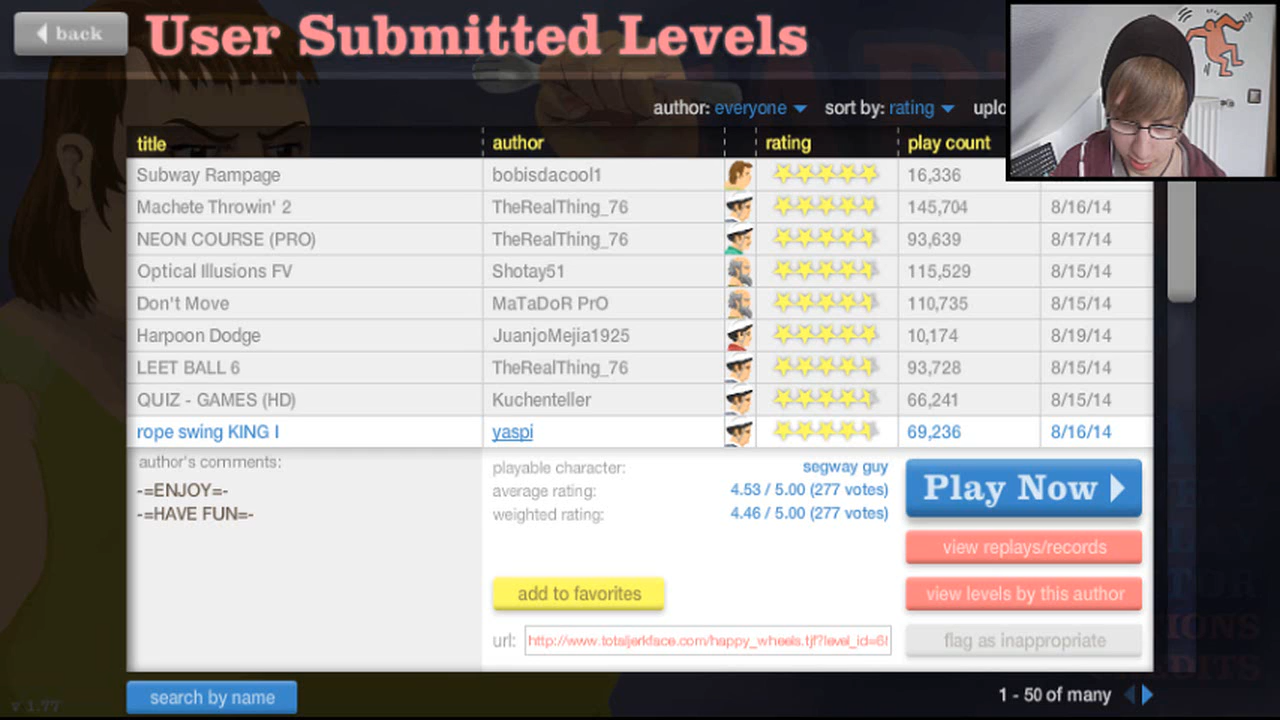 back
User Submitted Levels
author: everyone sort by: rating uplo
title author rating play count
Subway Rampage bobisdacool1 16,336
Machete Throwin' 2 TheRealThing_76 145,704 8/16/14
NEON COURSE (PRO) TheRealThing_76 93,639 8/17/14
Optical Illusions FV Shotay51 115,529 8/15/14
Don't Move MaTaDoR PrO 110,735 8/15/14
Harpoon Dodge JuanjoMejia1925 10,174 8/19/14
LEET BALL 6 TheRealThing_76 93,728 8/15/14
QUIZ - GAMES (HD) Kuchenteller 66,241 8/15/14
rope swing KING I yaspi 69,236 8/16/14
author's comments:
-=ENJOY=-
-=HAVE FUN=-
playable character: segway guy
average rating: 4.53 / 5.00 (277 votes)
weighted rating: 4.46 / 5.00 (277 votes)
Play Now
view replays/records
add to favorites
view levels by this author
url: http://www.totaljerkface.com/happy_wheels.tjf?level_id=6
flag as inappropriate
search by name
1 - 50 of many
v 1.77